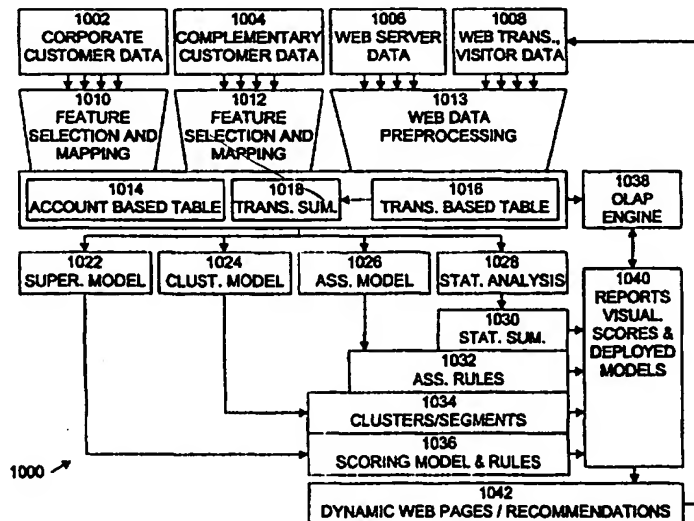 1002
CORPORATE
CUSTOMER DATA
1004
COMPLEMENTARY
CUSTOMER DATA
1006
WEB SERVER
DATA
1008
WEB TRANS.,
VISITOR DATA
1010
FEATURE
SELECTION AND
MAPPING
1012
FEATURE
SELECTION AND
MAPPING
1013
WEB DATA
PREPROCESSING
1014
ACCOUNT BASED TABLE
1018
TRANS. SUM.
1016
TRANS. BASED TABLE
1038
OLAP
ENGINE
1022
SUPER. MODEL
1024
CLUST. MODEL
1026
ASS. MODEL
1028
STAT. ANALYSIS
1040
REPORTS
VISUAL.
SCORES &
DEPLOYED
MODELS
1030
STAT. SUM.
1032
ASS. RULES
1034
CLUSTERS/SEGMENTS
1036
SCORING MODEL & RULES
1000
1042
DYNAMIC WEB PAGES / RECOMMENDATIONS